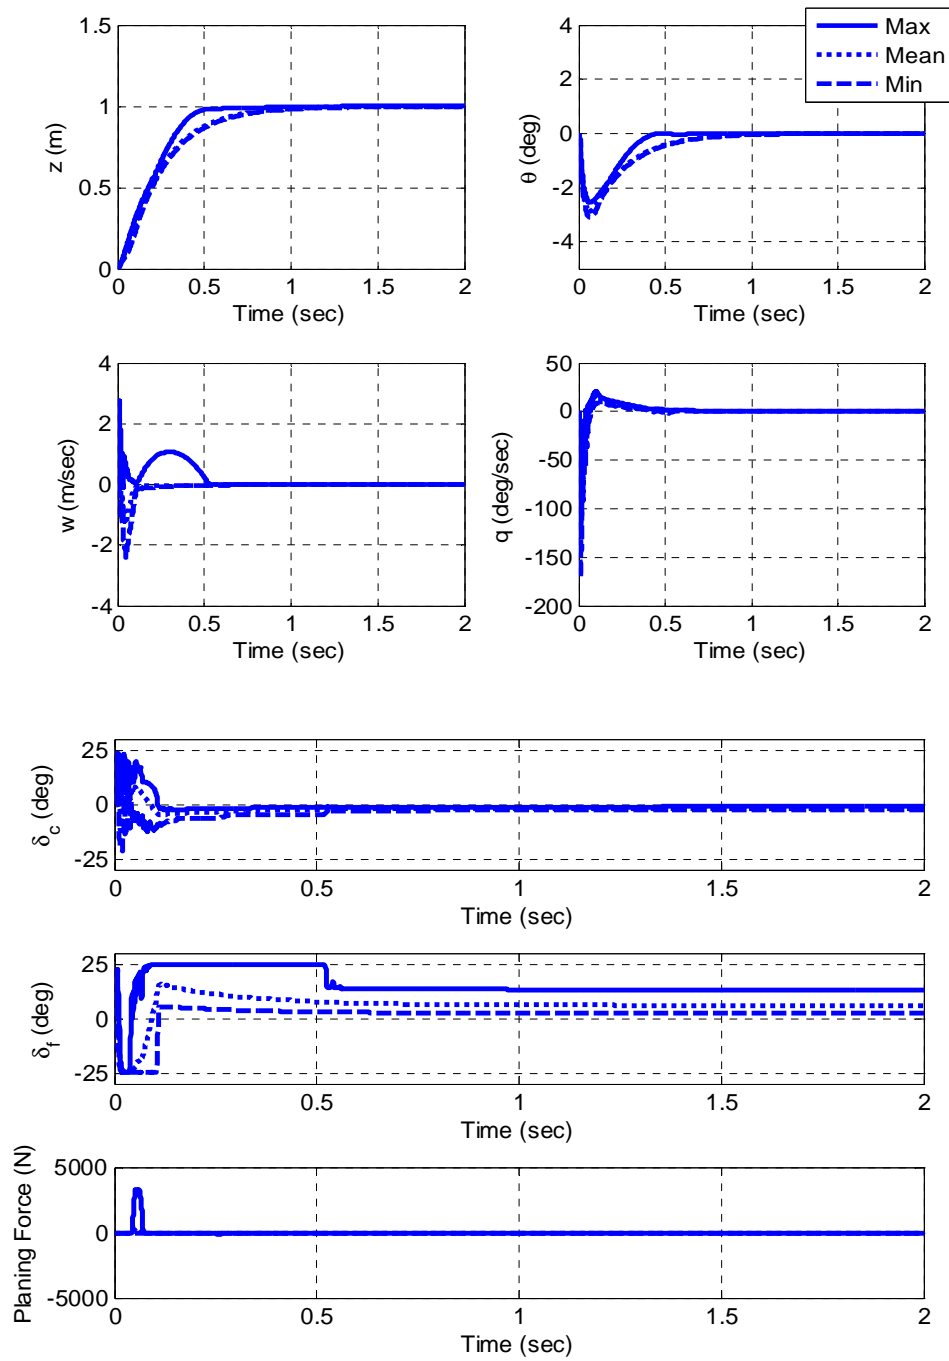 1.5
1
0.5
0
z (m)
0 0.5 1 1.5 2
Time (sec)
4
2
0
-2
-4
θ (deg)
0 0.5 1 1.5 2
Time (sec)
Max
Mean
Min
4
2
0
-2
-4
w (m/sec)
0 0.5 1 1.5 2
Time (sec)
50
0
-50
-100
-150
-200
q (deg/sec)
0 0.5 1 1.5 2
Time (sec)
25
0
-25
δc (deg)
0 0.5 1 1.5 2
Time (sec)
25
0
-25
δf (deg)
0 0.5 1 1.5 2
Time (sec)
5000
0
-5000
Planing Force (N)
0 0.5 1 1.5 2
Time (sec)